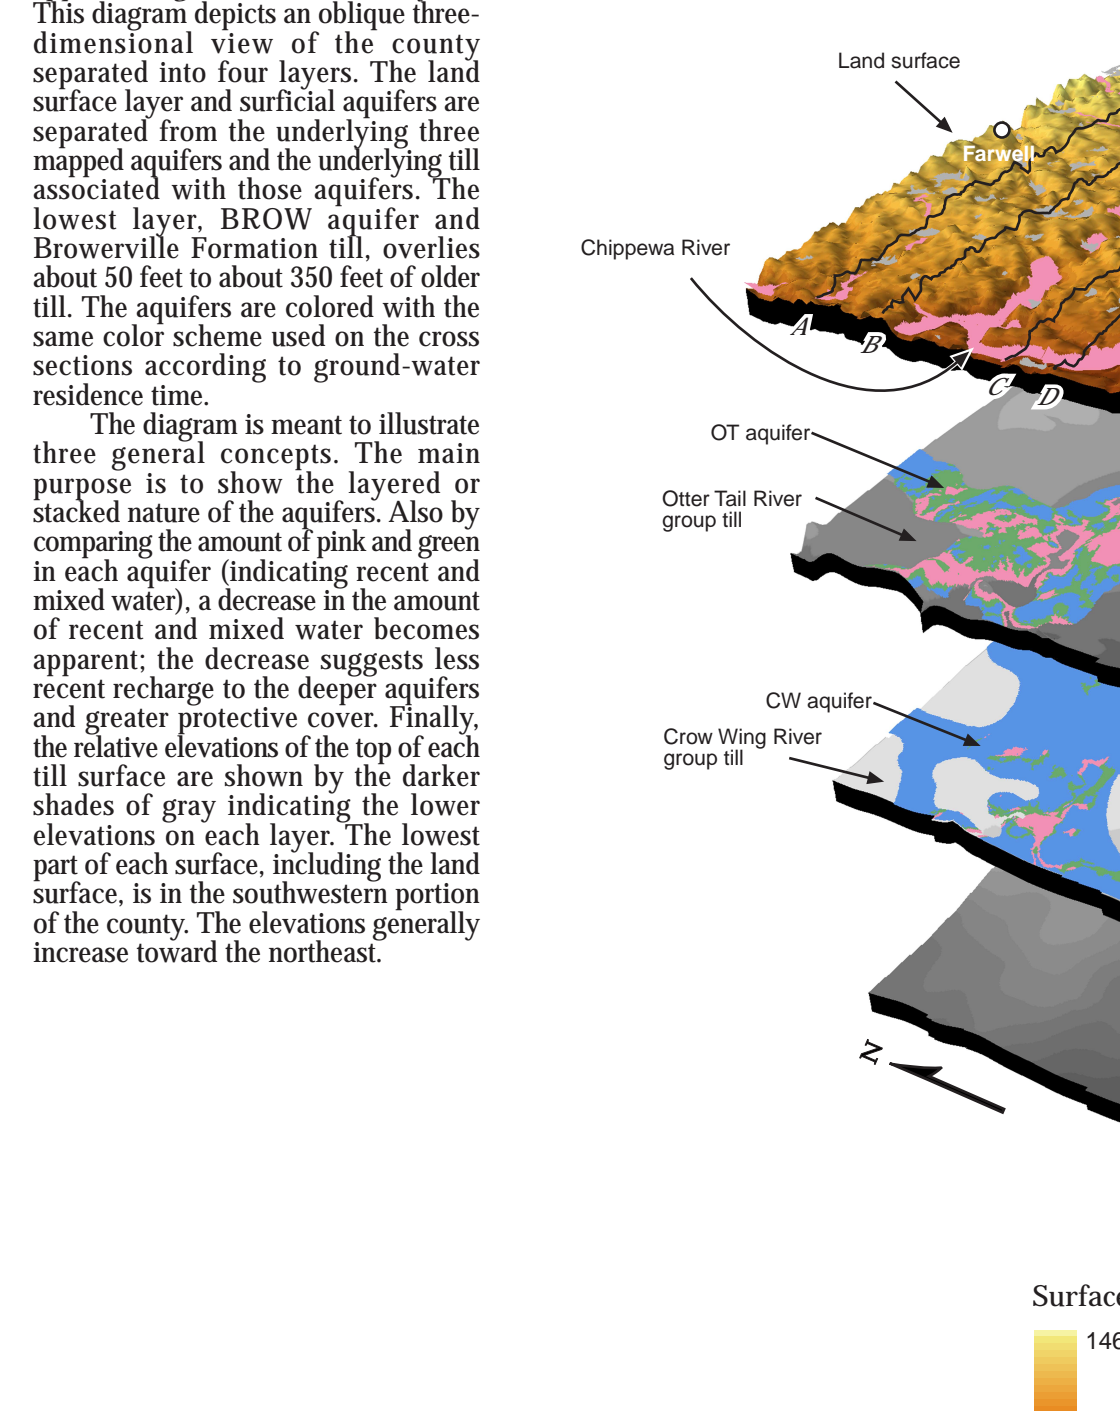 This diagram depicts an oblique three-
dimensional view of the county
separated into four layers. The land
surface layer and surficial aquifers are
separated from the underlying three
mapped aquifers and the underlying till
associated with those aquifers. The
lowest layer, BROW aquifer and
Browerville Formation till, overlies
about 50 feet to about 350 feet of older
till. The aquifers are colored with the
same color scheme used on the cross
sections according to ground-water
residence time.
The diagram is meant to illustrate
three general concepts. The main
purpose is to show the layered or
stacked nature of the aquifers. Also by
comparing the amount of pink and green
in each aquifer (indicating recent and
mixed water), a decrease in the amount
of recent and mixed water becomes
apparent; the decrease suggests less
recent recharge to the deeper aquifers
and greater protective cover. Finally,
the relative elevations of the top of each
till surface are shown by the darker
shades of gray indicating the lower
elevations on each layer. The lowest
part of each surface, including the land
surface, is in the southwestern portion
of the county. The elevations generally
increase toward the northeast.
Land surface
Farwell
Chippewa River
A
B
C
D
OT aquifer
Otter Tail River
group till
CW aquifer
Crow Wing River
group till
N
Surface
146